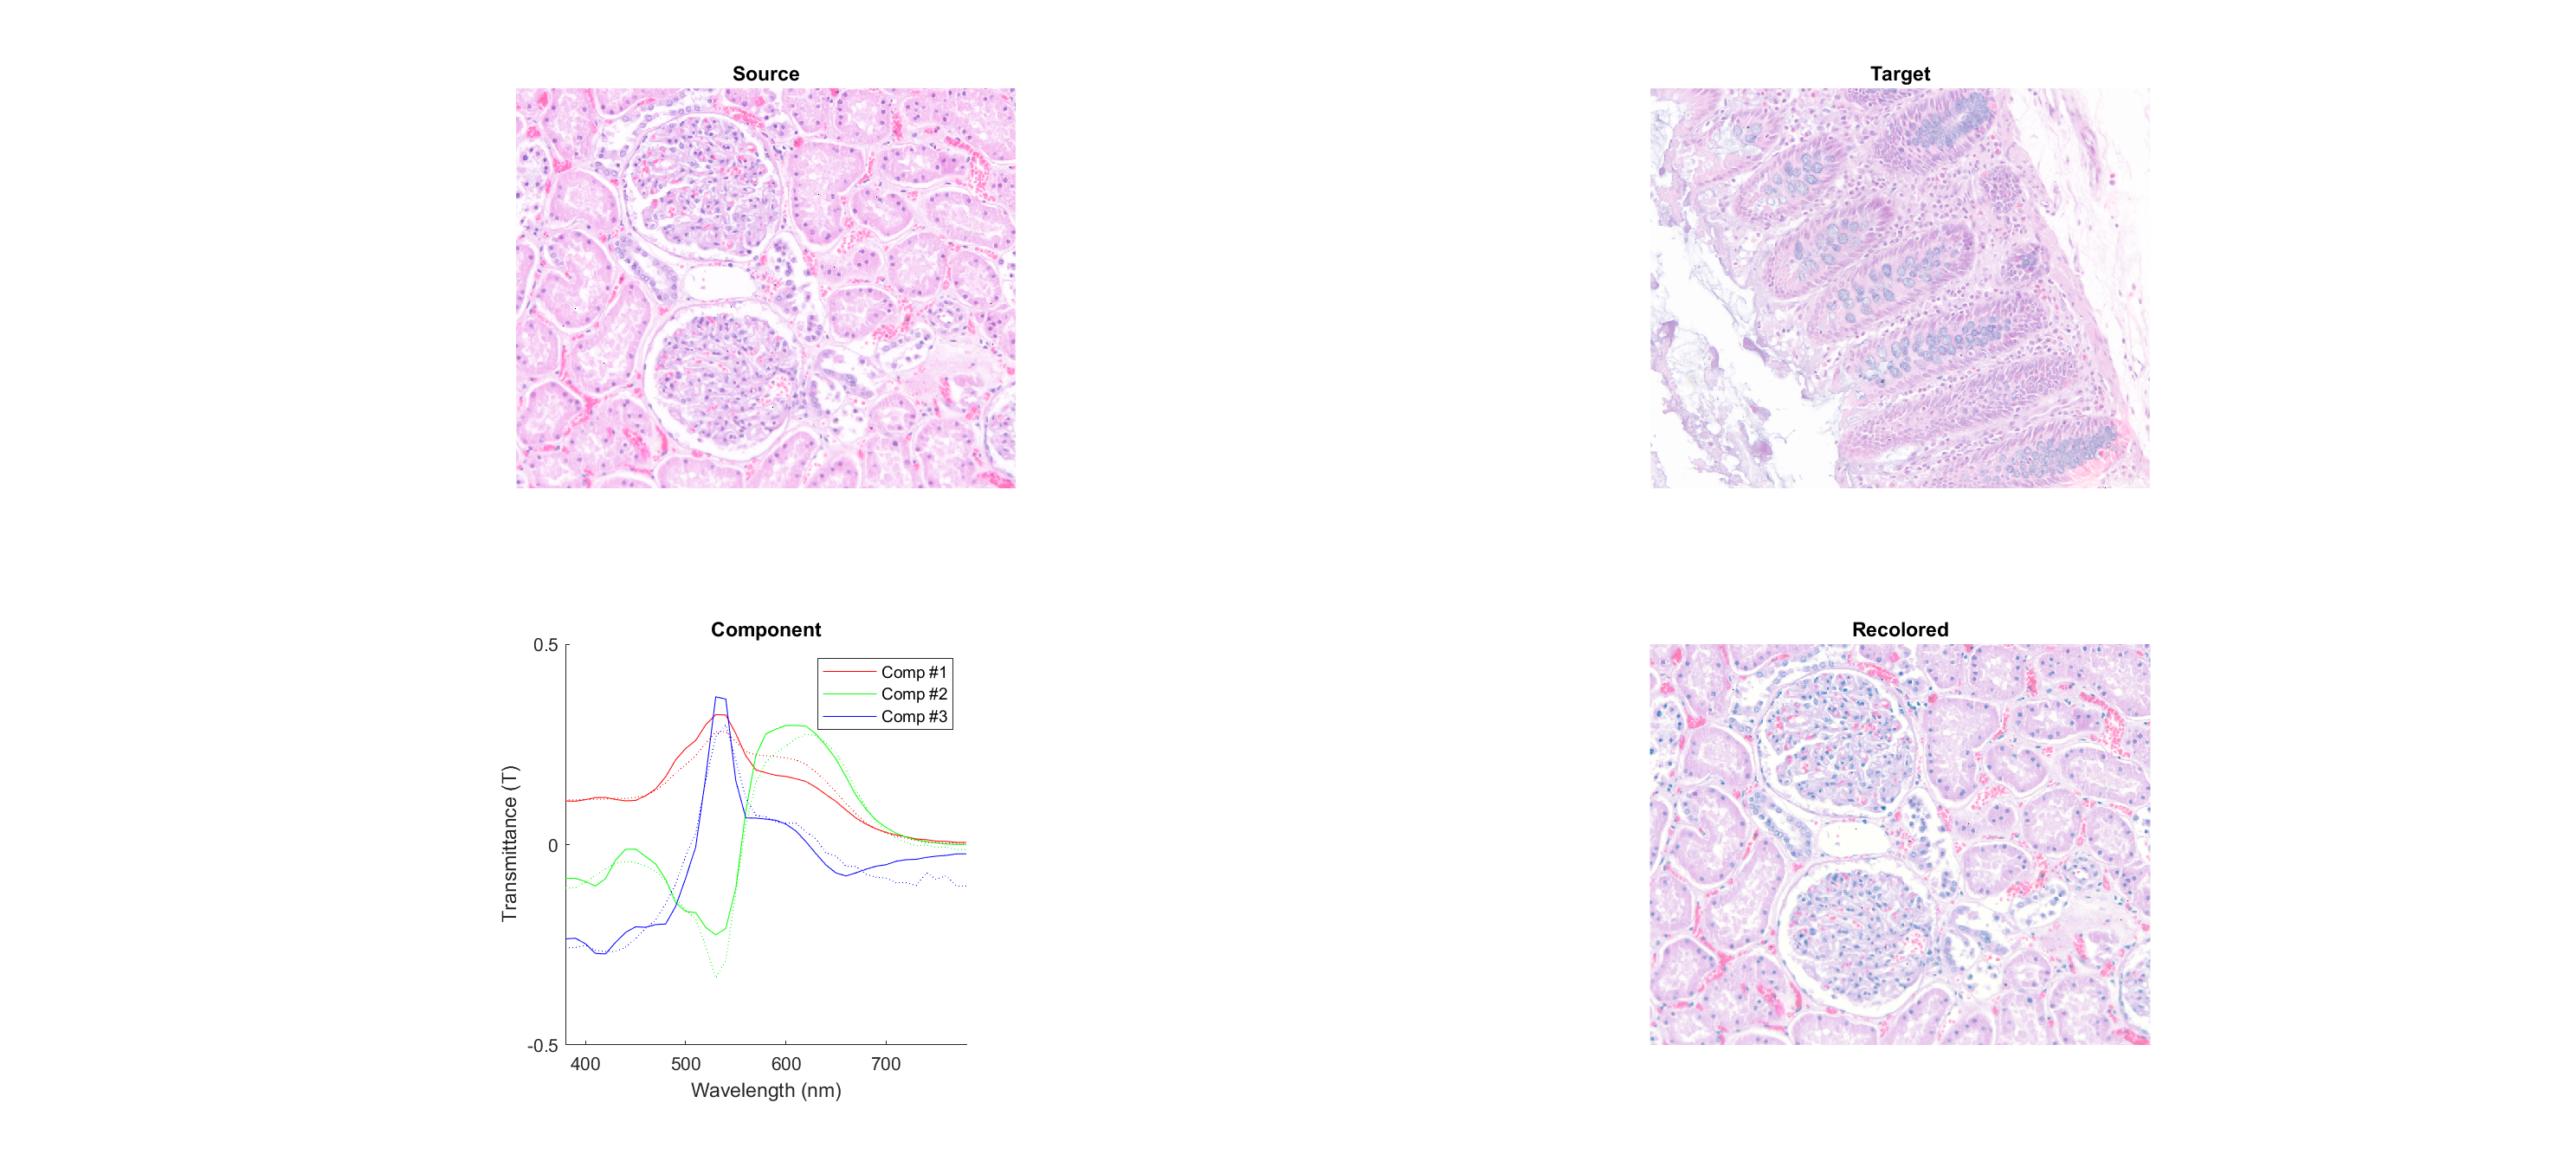 Source
Target
Component
0.5
0
-0.5
400 500 600 700
Wavelength (nm)
Transmittance (T)
Comp #1
Comp #2
Comp #3
Recolored